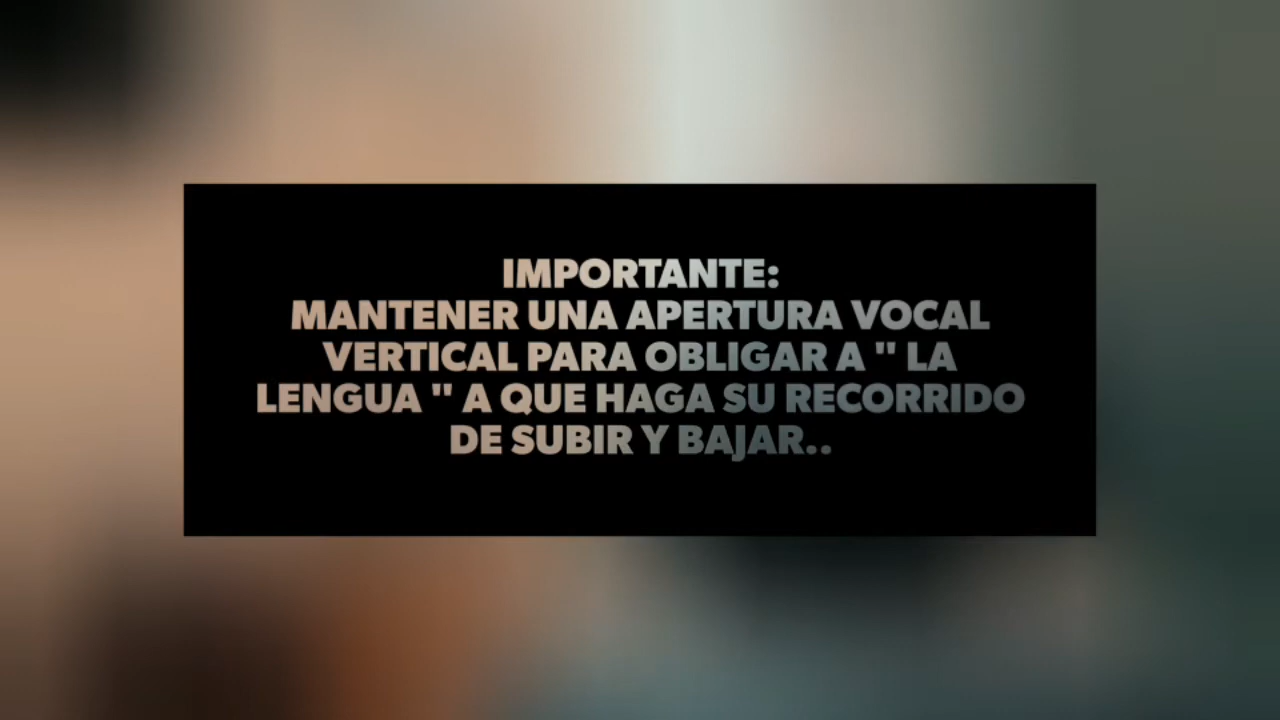 IMPORTANTE:
MANTENER UNA APERTURA VOCAL
VERTICAL PARA OBLIGAR A " LA
LENGUA " A QUE HAGA SU RECORRIDO
DE SUBIR Y BAJAR..